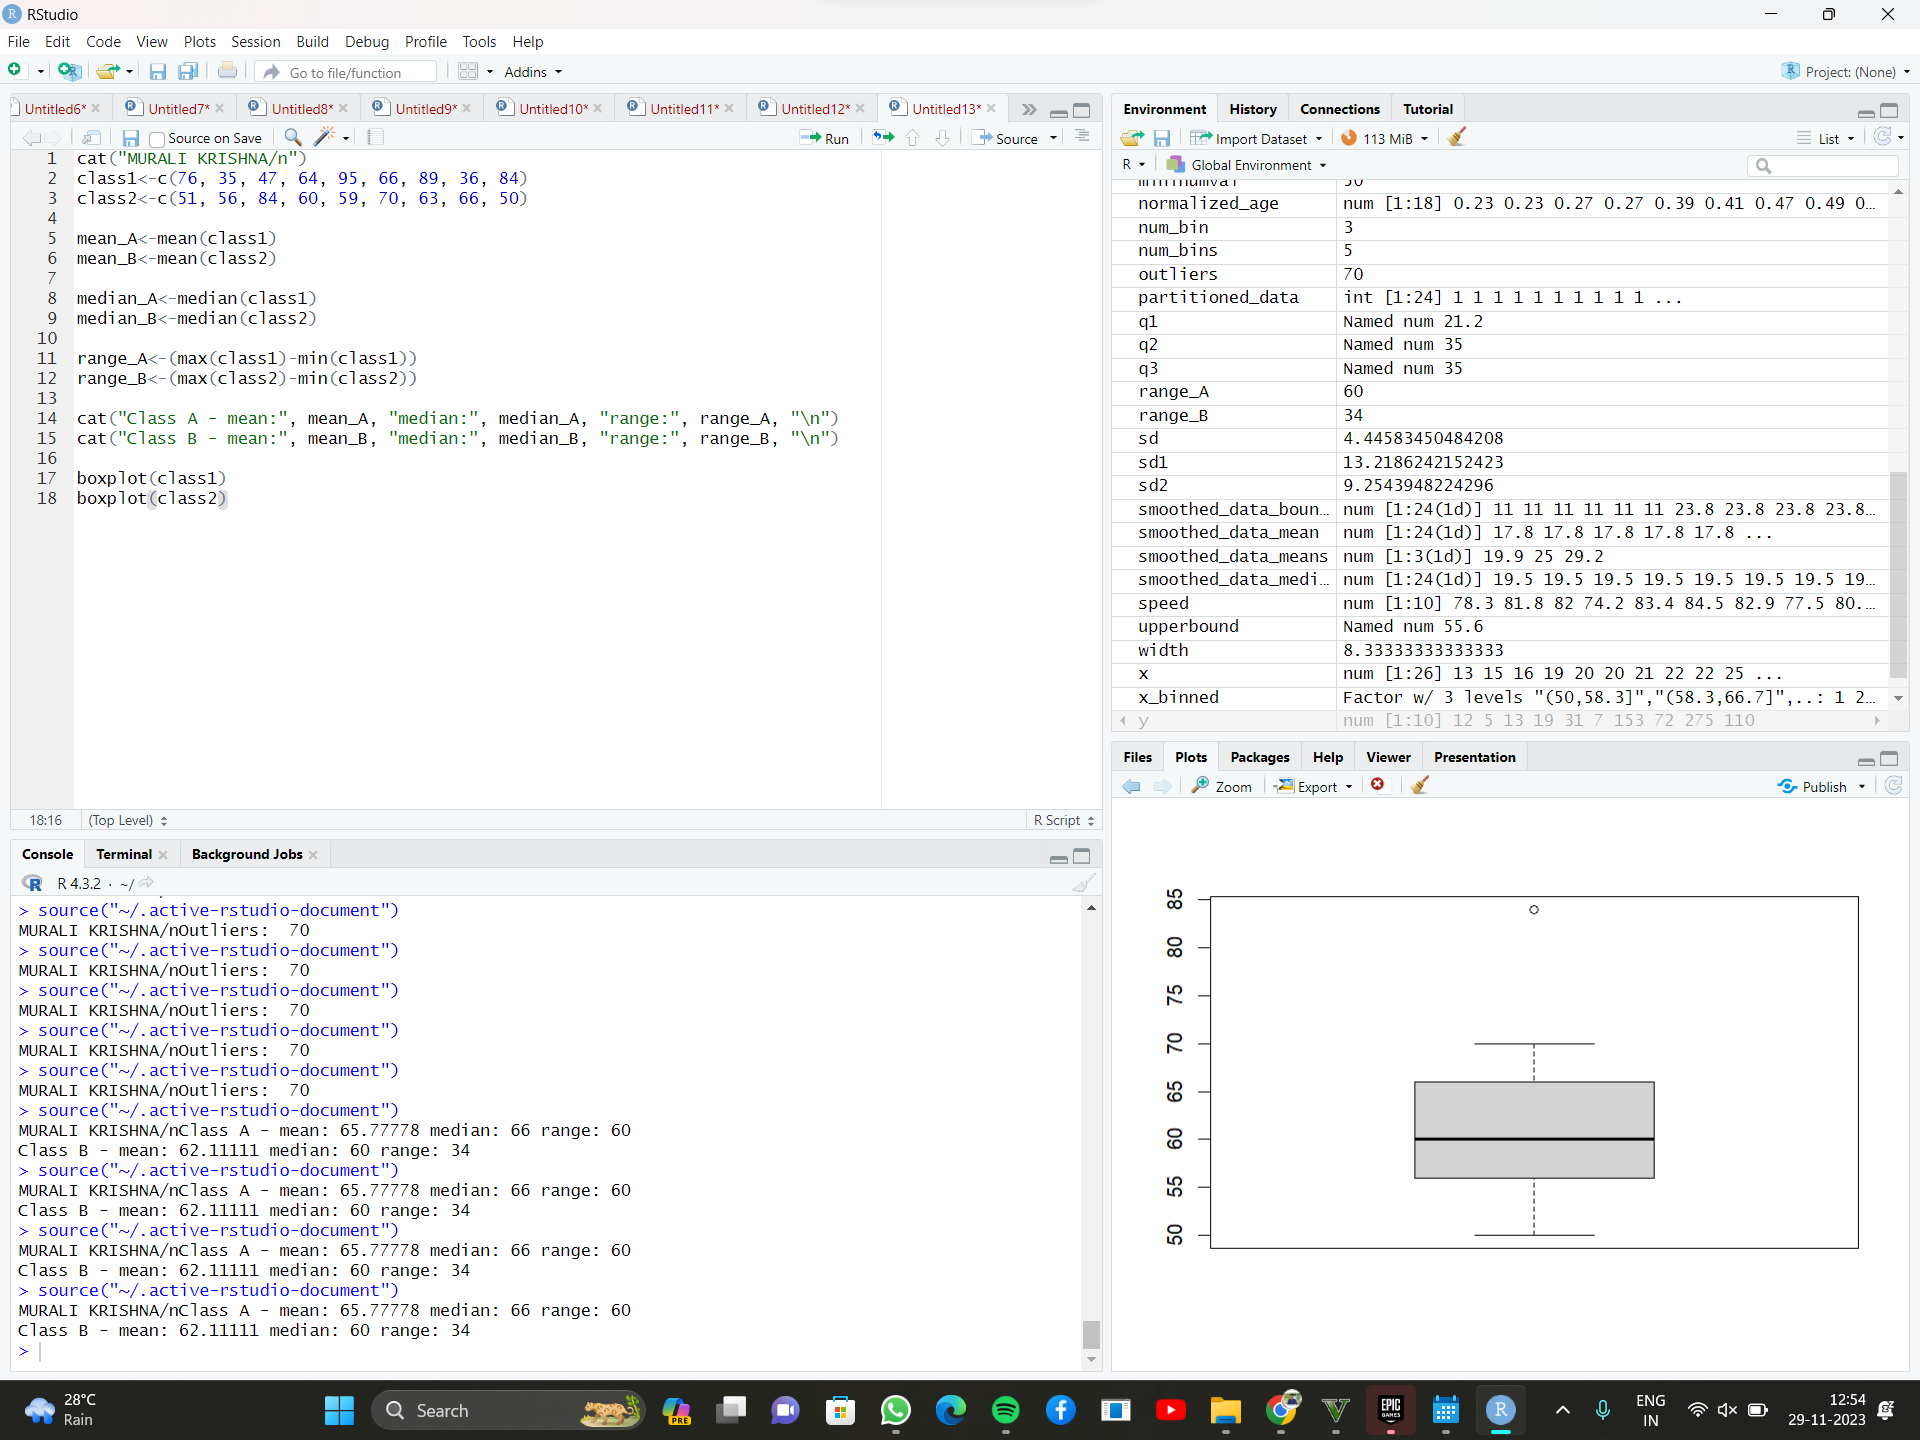 RStudio
File Edit Code View Plots Session Build Debug Profile Tools Help
Go to file/function Addins Project: (None)
Untitled6* Untitled7* Untitled8* Untitled9* Untitled10* Untitled11* Untitled12* Untitled13*
Source on Save Run Source
1 cat("MURALI KRISHNA/n")
2 class1<-c(76, 35, 47, 64, 95, 66, 89, 36, 84)
3 class2<-c(51, 56, 84, 60, 59, 70, 63, 66, 50)
4
5 mean_A<-mean(class1)
6 mean_B<-mean(class2)
7
8 median_A<-median(class1)
9 median_B<-median(class2)
10
11 range_A<-(max(class1)-min(class1))
12 range_B<-(max(class2)-min(class2))
13
14 cat("Class A - mean:", mean_A, "median:", median_A, "range:", range_A, "\n")
15 cat("Class B - mean:", mean_B, "median:", median_B, "range:", range_B, "\n")
16
17 boxplot(class1)
18 boxplot(class2)
18:16 (Top Level) R Script
Console Terminal Background Jobs
R 4.3.2 · ~/
> source("~/.active-rstudio-document")
MURALI KRISHNA/nOutliers:  70
> source("~/.active-rstudio-document")
MURALI KRISHNA/nOutliers:  70
> source("~/.active-rstudio-document")
MURALI KRISHNA/nOutliers:  70
> source("~/.active-rstudio-document")
MURALI KRISHNA/nOutliers:  70
> source("~/.active-rstudio-document")
MURALI KRISHNA/nOutliers:  70
> source("~/.active-rstudio-document")
MURALI KRISHNA/nClass A - mean: 65.77778 median: 66 range: 60
Class B - mean: 62.11111 median: 60 range: 34
> source("~/.active-rstudio-document")
MURALI KRISHNA/nClass A - mean: 65.77778 median: 66 range: 60
Class B - mean: 62.11111 median: 60 range: 34
> source("~/.active-rstudio-document")
MURALI KRISHNA/nClass A - mean: 65.77778 median: 66 range: 60
Class B - mean: 62.11111 median: 60 range: 34
> source("~/.active-rstudio-document")
MURALI KRISHNA/nClass A - mean: 65.77778 median: 66 range: 60
Class B - mean: 62.11111 median: 60 range: 34
>
Environment History Connections Tutorial
Import Dataset 113 MiB List
R Global Environment
normalized_age num [1:18] 0.23 0.23 0.27 0.27 0.39 0.41 0.47 0.49 0…
num_bin 3
num_bins 5
outliers 70
partitioned_data int [1:24] 1 1 1 1 1 1 1 1 1 1 ...
q1 Named num 21.2
q2 Named num 35
q3 Named num 35
range_A 60
range_B 34
sd 4.44583450484208
sd1 13.2186242152423
sd2 9.2543948224296
smoothed_data_boun… num [1:24(1d)] 11 11 11 11 11 11 23.8 23.8 23.8 23.8…
smoothed_data_mean num [1:24(1d)] 17.8 17.8 17.8 17.8 17.8 ...
smoothed_data_means num [1:3(1d)] 19.9 25 29.2
smoothed_data_medi… num [1:24(1d)] 19.5 19.5 19.5 19.5 19.5 19.5 19.5 19…
speed num [1:10] 78.3 81.8 82 74.2 83.4 84.5 82.9 77.5 80.…
upperbound Named num 55.6
width 8.33333333333333
x num [1:26] 13 15 16 19 20 20 21 22 22 25 ...
x_binned Factor w/ 3 levels "(50,58.3]","(58.3,66.7]",..: 1 2…
y num [1:10] 12 5 13 19 31 7 153 72 275 110
Files Plots Packages Help Viewer Presentation
Zoom Export Publish
85
80
75
70
65
60
55
50
28°C
Rain
Search
PRE
EPIC
GAMES
R
ENG
IN
12:54
29-11-2023